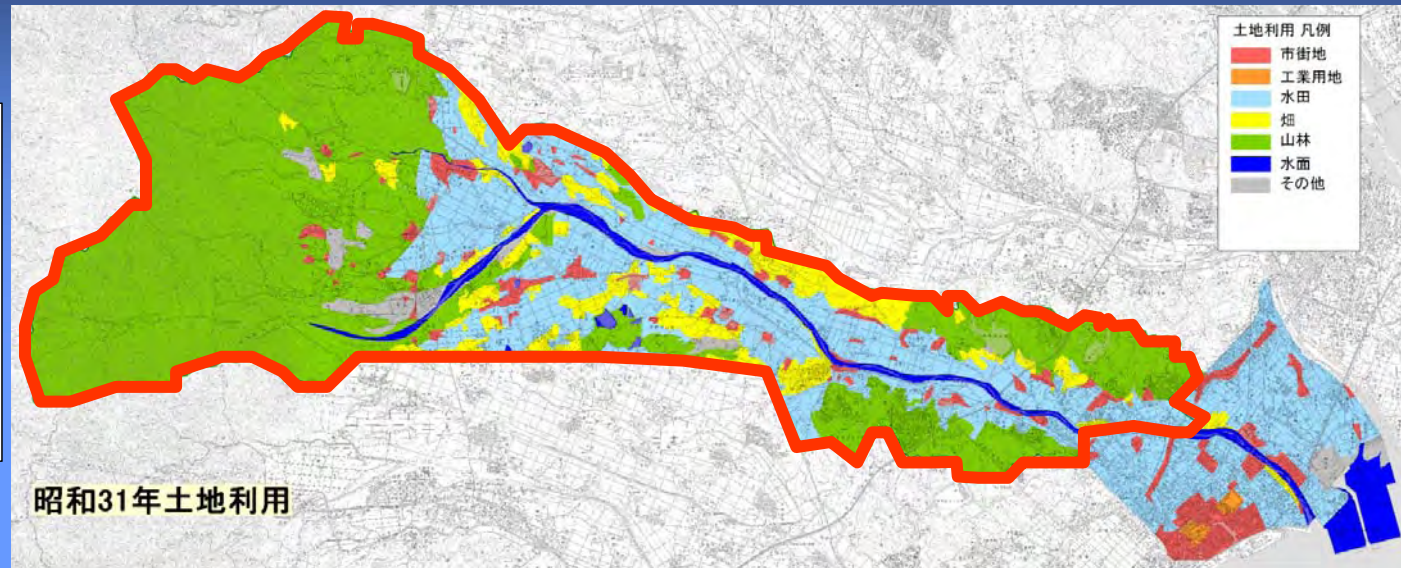 土地利用 凡例
市街地
工業用地
水田
畑
山林
水面
その他
昭和31年土地利用